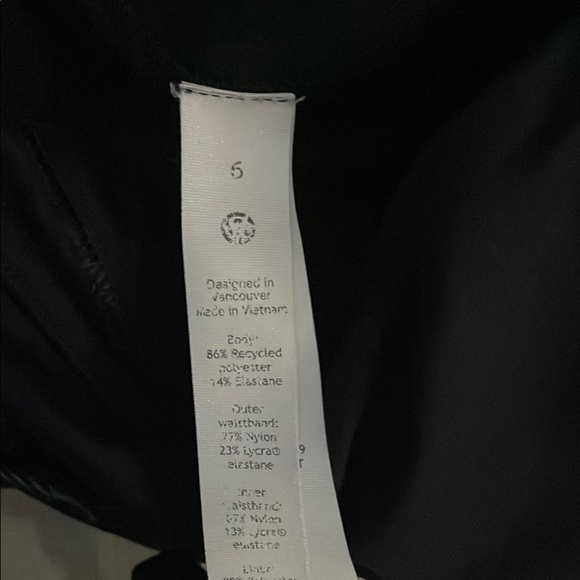 6
Designed in
Vancouver
Made in Vietnam
Body:
86% Recycled
polyester
14% Elastane
Outer
waistband:
77% Nylon
23% Lycra®
elastane
Inner
waistband:
Nylon
13% Lycra®
elastane
9
r